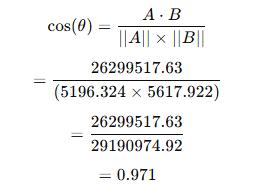 cos(θ) = A · B / ||A|| × ||B||
= 26299517.63 / (5196.324 × 5617.922)
= 26299517.63 / 29190974.92
= 0.971